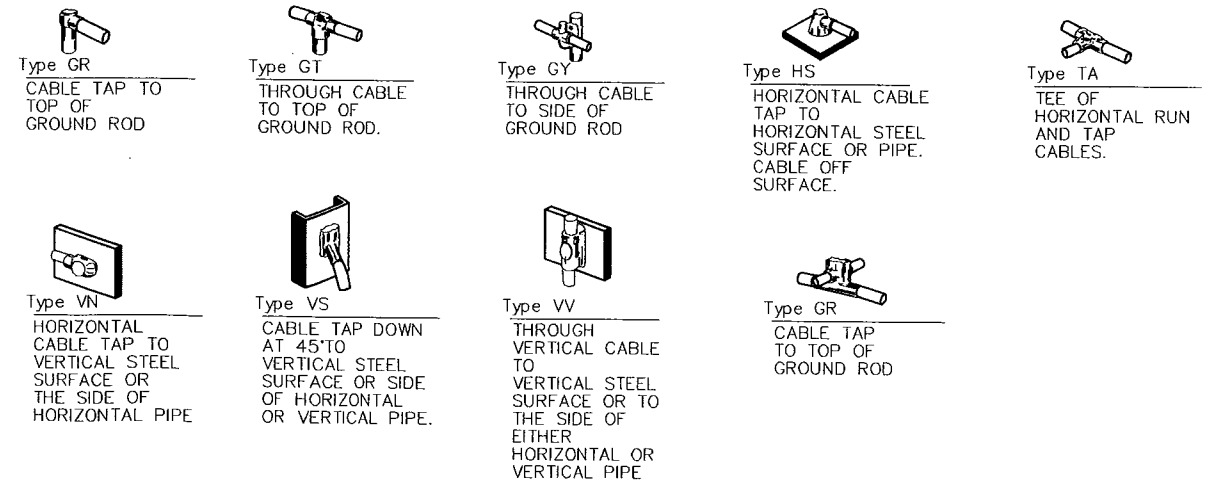 Type GR
CABLE TAP TO
TOP OF
GROUND ROD
Type GT
THROUGH CABLE
TO TOP OF
GROUND ROD.
Type GY
THROUGH CABLE
TO SIDE OF
GROUND ROD
Type HS
HORIZONTAL CABLE
TAP TO
HORIZONTAL STEEL
SURFACE OR PIPE.
CABLE OFF
SURFACE.
Type TA
TEE OF
HORIZONTAL RUN
AND TAP
CABLES.
Type VN
HORIZONTAL
CABLE TAP TO
VERTICAL STEEL
SURFACE OR
THE SIDE OF
HORIZONTAL PIPE
Type VS
CABLE TAP DOWN
AT 45°TO
VERTICAL STEEL
SURFACE OR SIDE
OF HORIZONTAL
OR VERTICAL PIPE.
Type VV
THROUGH
VERTICAL CABLE
TO
VERTICAL STEEL
SURFACE OR TO
THE SIDE OF
EITHER
HORIZONTAL OR
VERTICAL PIPE
Type GR
CABLE TAP
TO TOP OF
GROUND ROD